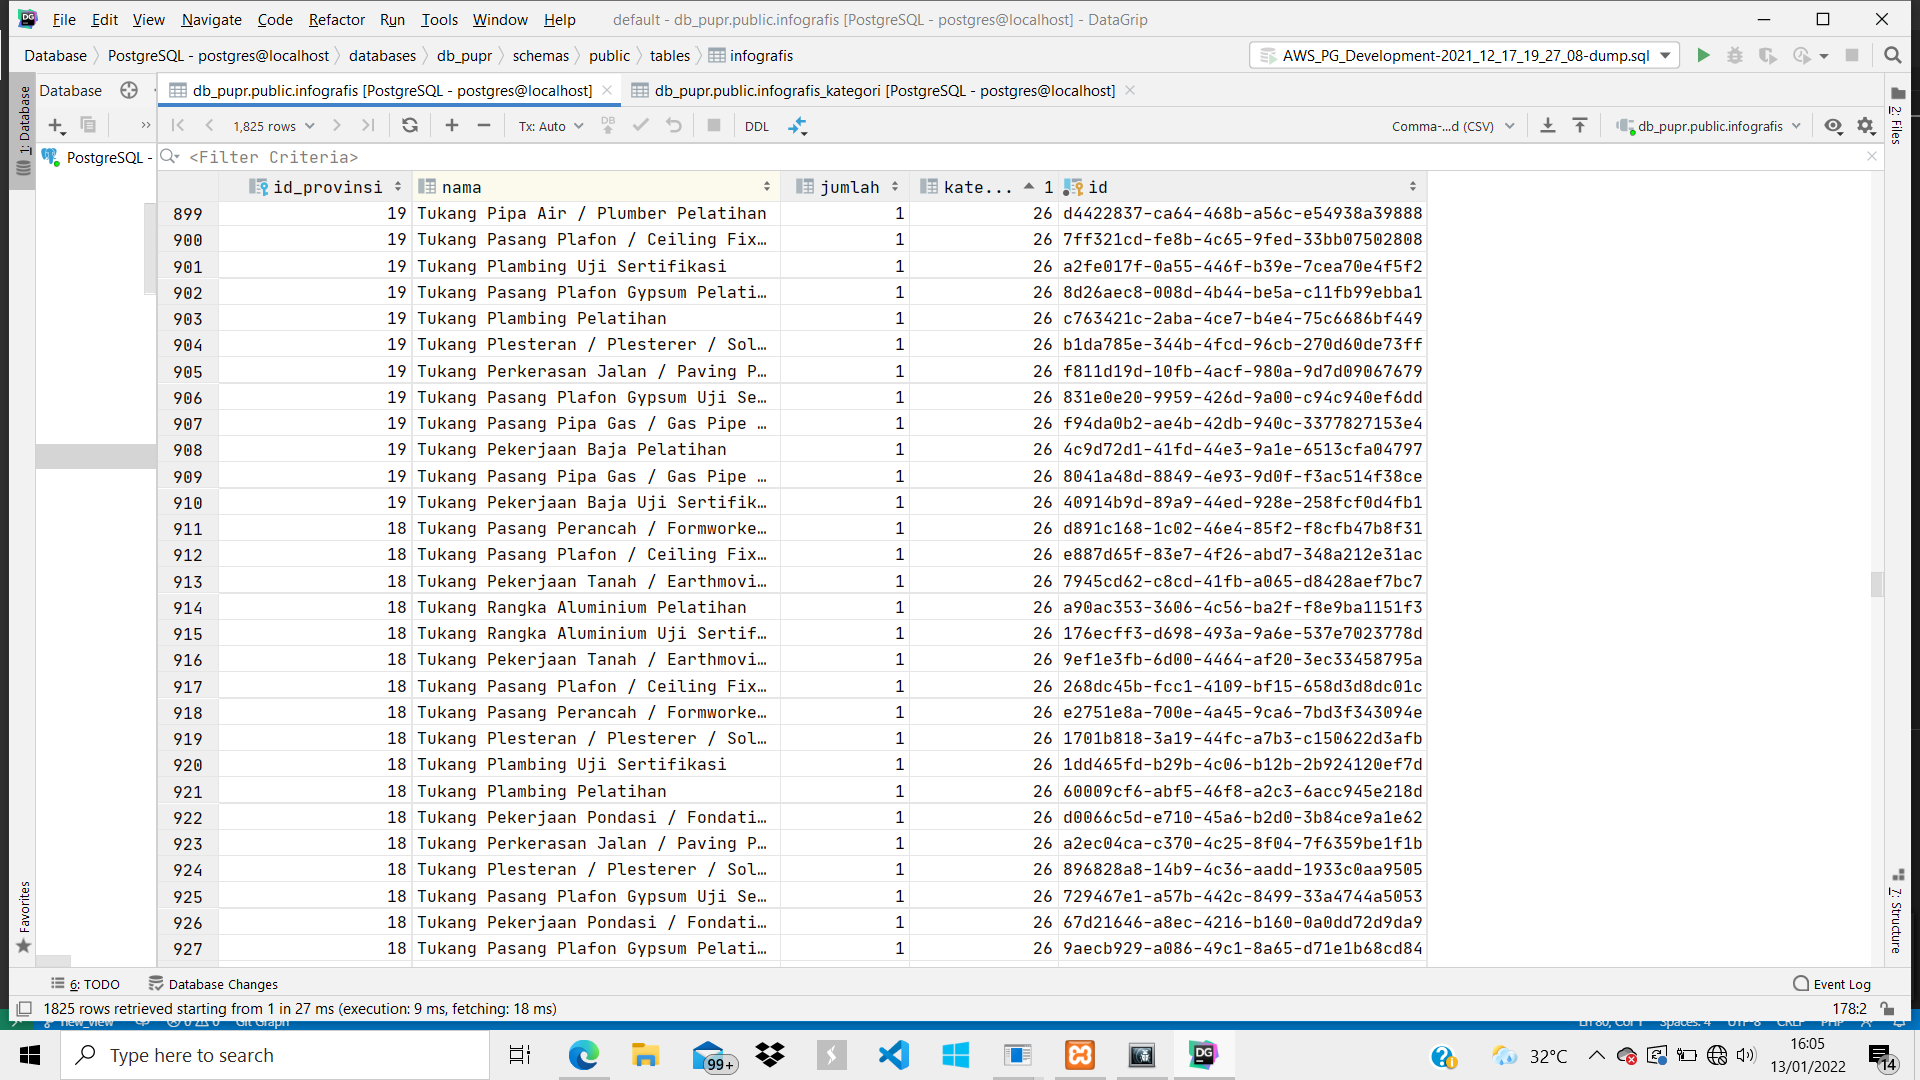 File Edit View Navigate Code Refactor Run Tools Window Help default - db_pupr.public.infografis [PostgreSQL - postgres@localhost] - DataGrip
Database PostgreSQL - postgres@localhost databases db_pupr schemas public tables infografis AWS_PG_Development-2021_12_17_19_27_08-dump.sql
Database db_pupr.public.infografis [PostgreSQL - postgres@localhost] db_pupr.public.infografis_kategori [PostgreSQL - postgres@localhost]
1,825 rows Tx: Auto DB DDL Comma-...d (CSV) db_pupr.public.infografis
PostgreSQL - <Filter Criteria>
id_provinsi nama jumlah kate... 1 id
899 19 Tukang Pipa Air / Plumber Pelatihan 1 26 d4422837-ca64-468b-a56c-e54938a39888
900 19 Tukang Pasang Plafon / Ceiling Fix… 1 26 7ff321cd-fe8b-4c65-9fed-33bb07502808
901 19 Tukang Plambing Uji Sertifikasi 1 26 a2fe017f-0a55-446f-b39e-7cea70e4f5f2
902 19 Tukang Pasang Plafon Gypsum Pelati… 1 26 8d26aec8-008d-4b44-be5a-c11fb99ebba1
903 19 Tukang Plambing Pelatihan 1 26 c763421c-2aba-4ce7-b4e4-75c6686bf449
904 19 Tukang Plesteran / Plesterer / Sol… 1 26 b1da785e-344b-4fcd-96cb-270d60de73ff
905 19 Tukang Perkerasan Jalan / Paving P… 1 26 f811d19d-10fb-4acf-980a-9d7d09067679
906 19 Tukang Pasang Plafon Gypsum Uji Se… 1 26 831e0e20-9959-426d-9a00-c94c940ef6dd
907 19 Tukang Pasang Pipa Gas / Gas Pipe … 1 26 f94da0b2-ae4b-42db-940c-3377827153e4
908 19 Tukang Pekerjaan Baja Pelatihan 1 26 4c9d72d1-41fd-44e3-9a1e-6513cfa04797
909 19 Tukang Pasang Pipa Gas / Gas Pipe … 1 26 8041a48d-8849-4e93-9d0f-f3ac514f38ce
910 19 Tukang Pekerjaan Baja Uji Sertifik… 1 26 40914b9d-89a9-44ed-928e-258fcf0d4fb1
911 18 Tukang Pasang Perancah / Formworke… 1 26 d891c168-1c02-46e4-85f2-f8cfb47b8f31
912 18 Tukang Pasang Plafon / Ceiling Fix… 1 26 e887d65f-83e7-4f26-abd7-348a212e31ac
913 18 Tukang Pekerjaan Tanah / Earthmovi… 1 26 7945cd62-c8cd-41fb-a065-d8428aef7bc7
914 18 Tukang Rangka Aluminium Pelatihan 1 26 a90ac353-3606-4c56-ba2f-f8e9ba1151f3
915 18 Tukang Rangka Aluminium Uji Sertif… 1 26 176ecff3-d698-493a-9a6e-537e7023778d
916 18 Tukang Pekerjaan Tanah / Earthmovi… 1 26 9ef1e3fb-6d00-4464-af20-3ec33458795a
917 18 Tukang Pasang Plafon / Ceiling Fix… 1 26 268dc45b-fcc1-4109-bf15-658d3d8dc01c
918 18 Tukang Pasang Perancah / Formworke… 1 26 e2751e8a-700e-4a45-9ca6-7bd3f343094e
919 18 Tukang Plesteran / Plesterer / Sol… 1 26 1701b818-3a19-44fc-a7b3-c150622d3afb
920 18 Tukang Plambing Uji Sertifikasi 1 26 1dd465fd-b29b-4c06-b12b-2b924120ef7d
921 18 Tukang Plambing Pelatihan 1 26 60009cf6-abf5-46f8-a2c3-6acc945e218d
922 18 Tukang Pekerjaan Pondasi / Fondati… 1 26 d0066c5d-e710-45a6-b2d0-3b84ce9a1e62
923 18 Tukang Perkerasan Jalan / Paving P… 1 26 a2ec04ca-c370-4c25-8f04-7f6359be1f1b
924 18 Tukang Plesteran / Plesterer / Sol… 1 26 896828a8-14b9-4c36-aadd-1933c0aa9505
925 18 Tukang Pasang Plafon Gypsum Uji Se… 1 26 729467e1-a57b-442c-8499-33a4744a5053
926 18 Tukang Pekerjaan Pondasi / Fondati… 1 26 67d21646-a8ec-4216-b160-0a0dd72d9da9
927 18 Tukang Pasang Plafon Gypsum Pelati… 1 26 9aecb929-a086-49c1-8a65-d71e1b68cd84
1: Database
Favorites
2: Files
7: Structure
6: TODO Database Changes Event Log
1825 rows retrieved starting from 1 in 27 ms (execution: 9 ms, fetching: 18 ms) 178:2
new_view Git Graph Ln 80, Col 1 Spaces: 4 UTF-8 CRLF PHP
Type here to search 99+ DG 32°C 16:05
13/01/2022 14